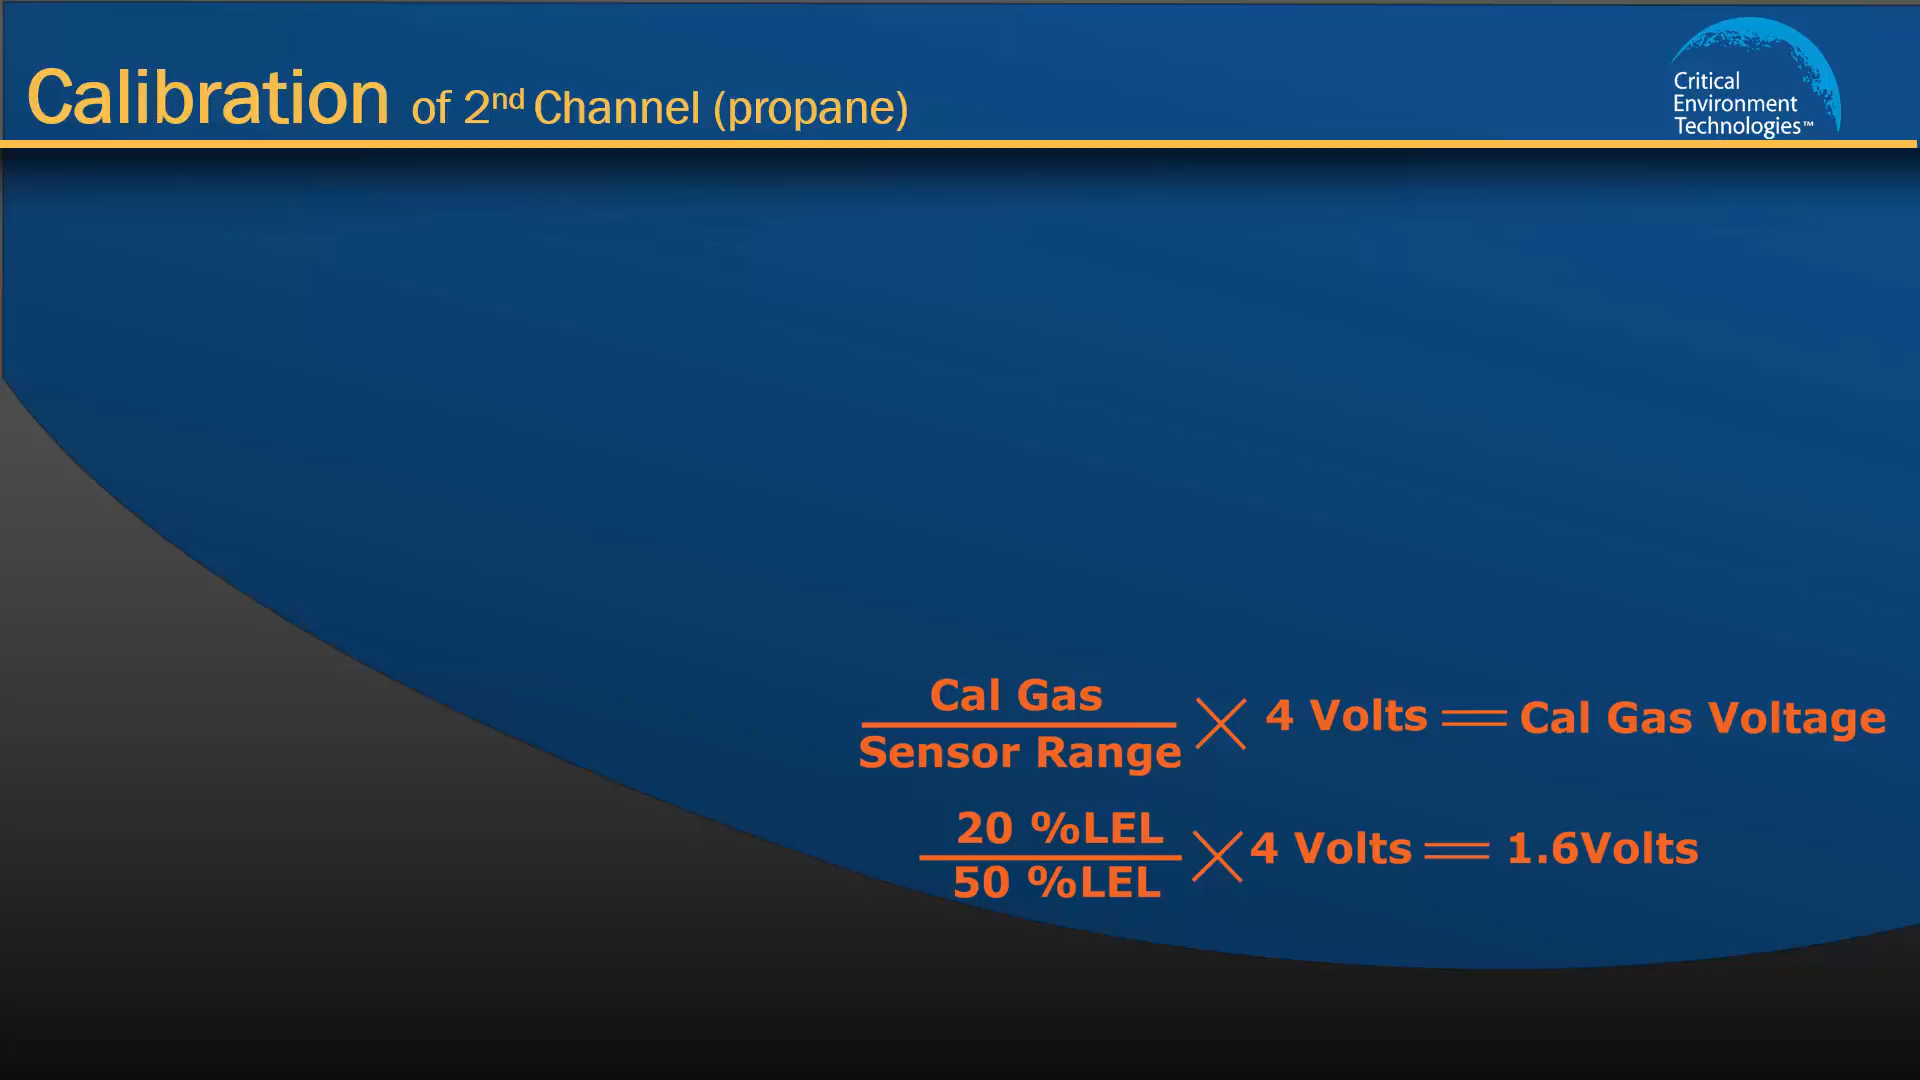 Calibration of 2nd Channel (propane)
Critical
Environment
Technologies™
Cal Gas
Sensor Range
4 Volts = Cal Gas Voltage
20 %LEL
50 %LEL
4 Volts = 1.6Volts